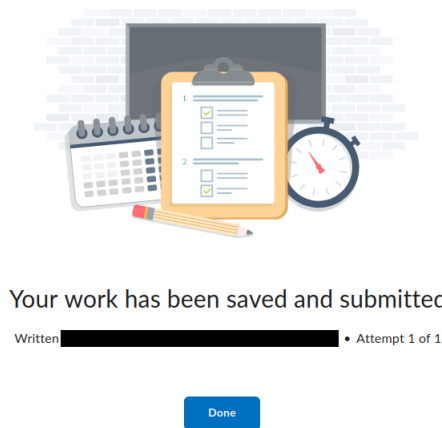 1
2
Your work has been saved and submitted
Written • Attempt 1 of 1
Done